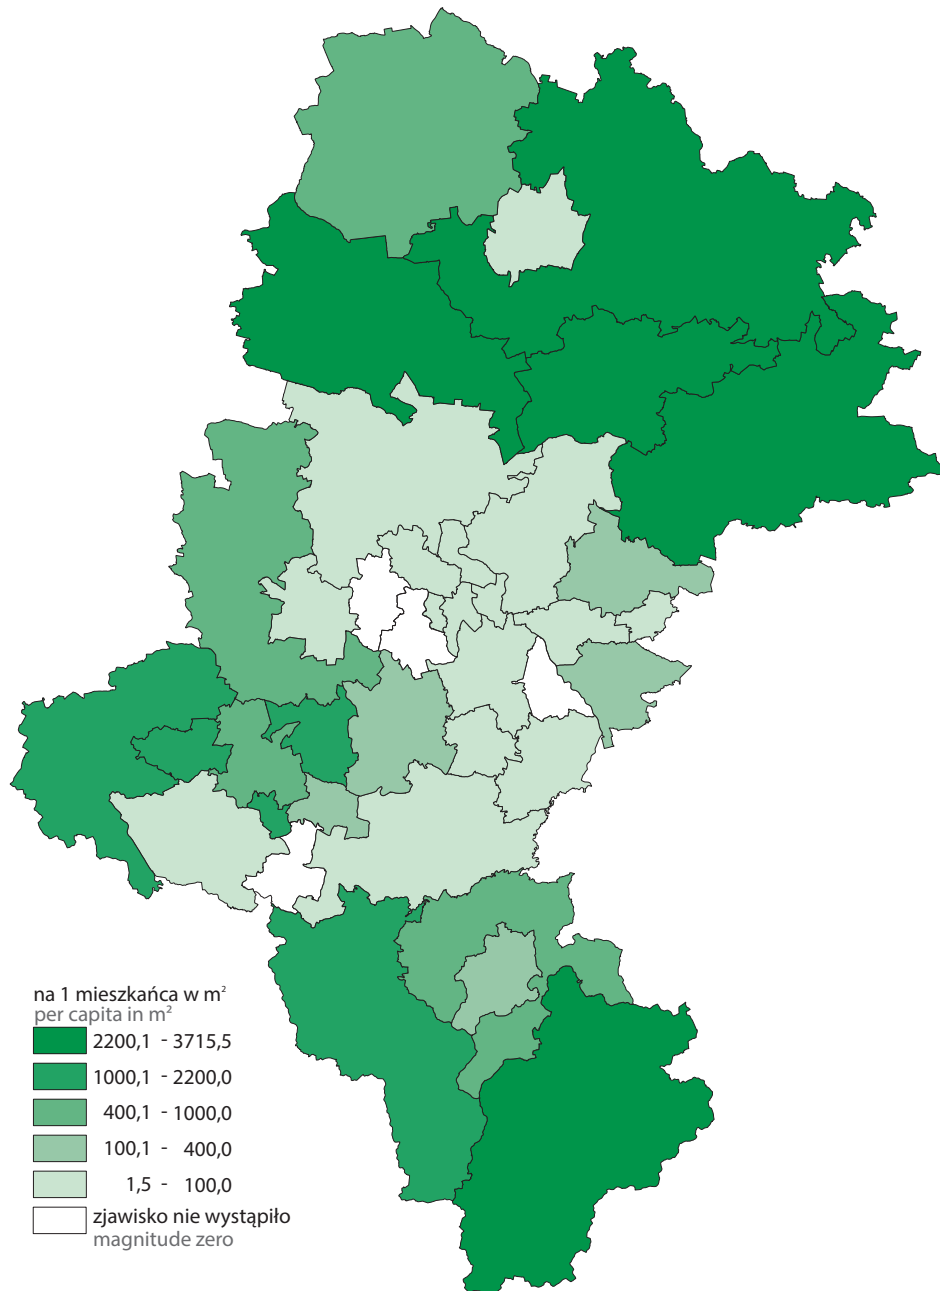 na 1 mieszkańca w m²
per capita in m²
2200,1 - 3715,5
1000,1 - 2200,0
400,1 - 1000,0
100,1 - 400,0
1,5 - 100,0
zjawisko nie wystąpiło
magnitude zero